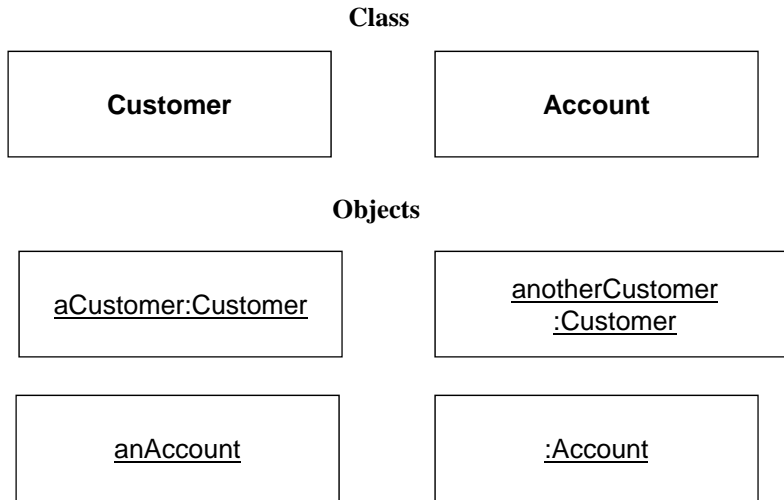 Class
Customer
Account
Objects
aCustomer:Customer
anotherCustomer
:Customer
anAccount
:Account